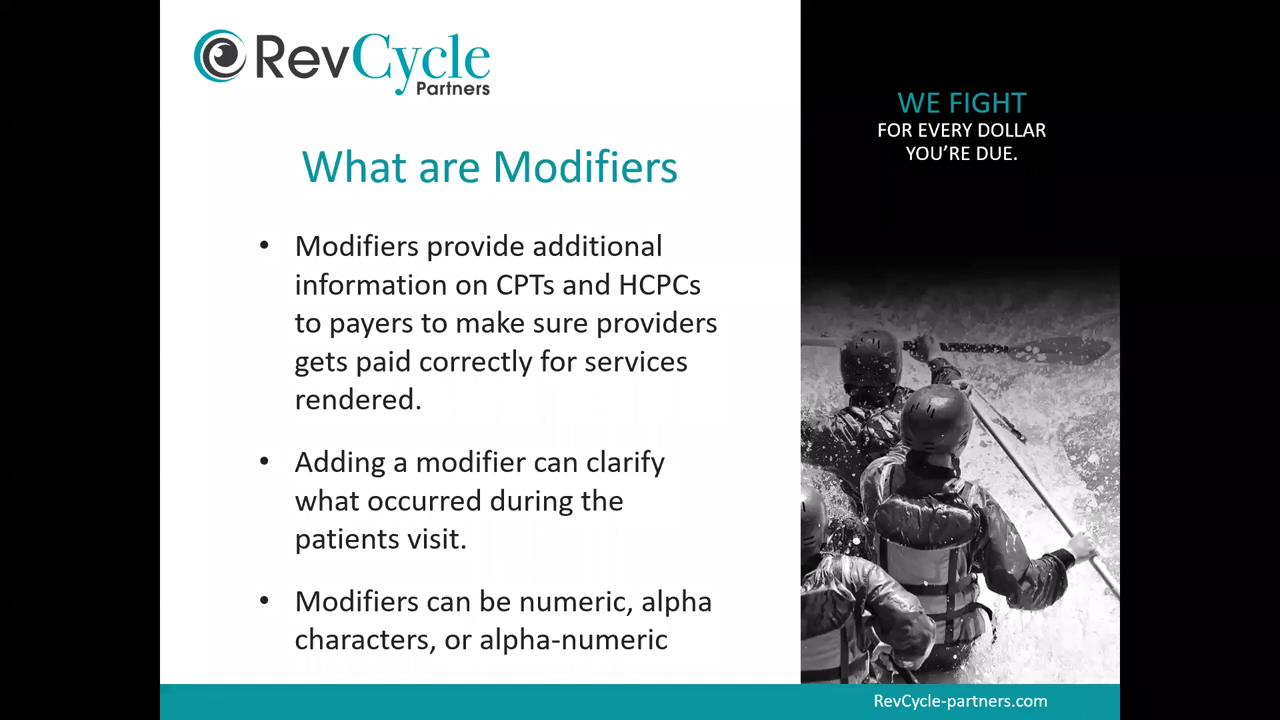 RevCycle
Partners
WE FIGHT
FOR EVERY DOLLAR
YOU'RE DUE.
What are Modifiers
• Modifiers provide additional
information on CPTs and HCPCs
to payers to make sure providers
gets paid correctly for services
rendered.
• Adding a modifier can clarify
what occurred during the
patients visit.
• Modifiers can be numeric, alpha
characters, or alpha-numeric
RevCycle-partners.com